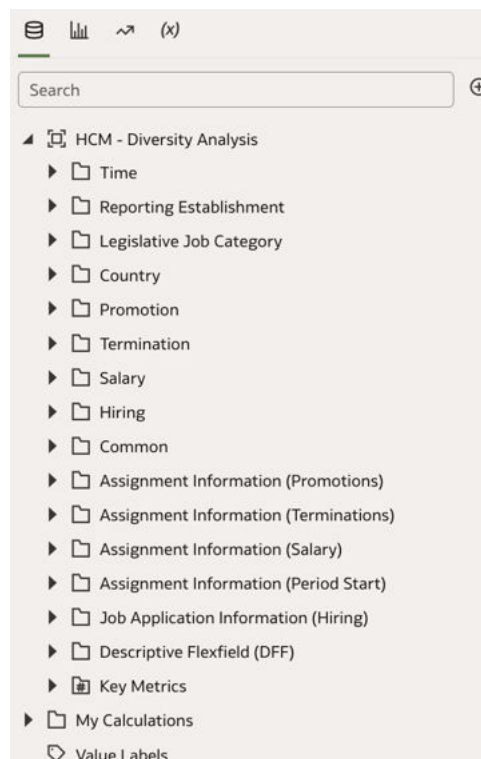 (x)
Search
HCM - Diversity Analysis
Time
Reporting Establishment
Legislative Job Category
Country
Promotion
Termination
Salary
Hiring
Common
Assignment Information (Promotions)
Assignment Information (Terminations)
Assignment Information (Salary)
Assignment Information (Period Start)
Job Application Information (Hiring)
Descriptive Flexfield (DFF)
Key Metrics
My Calculations
Value Labels